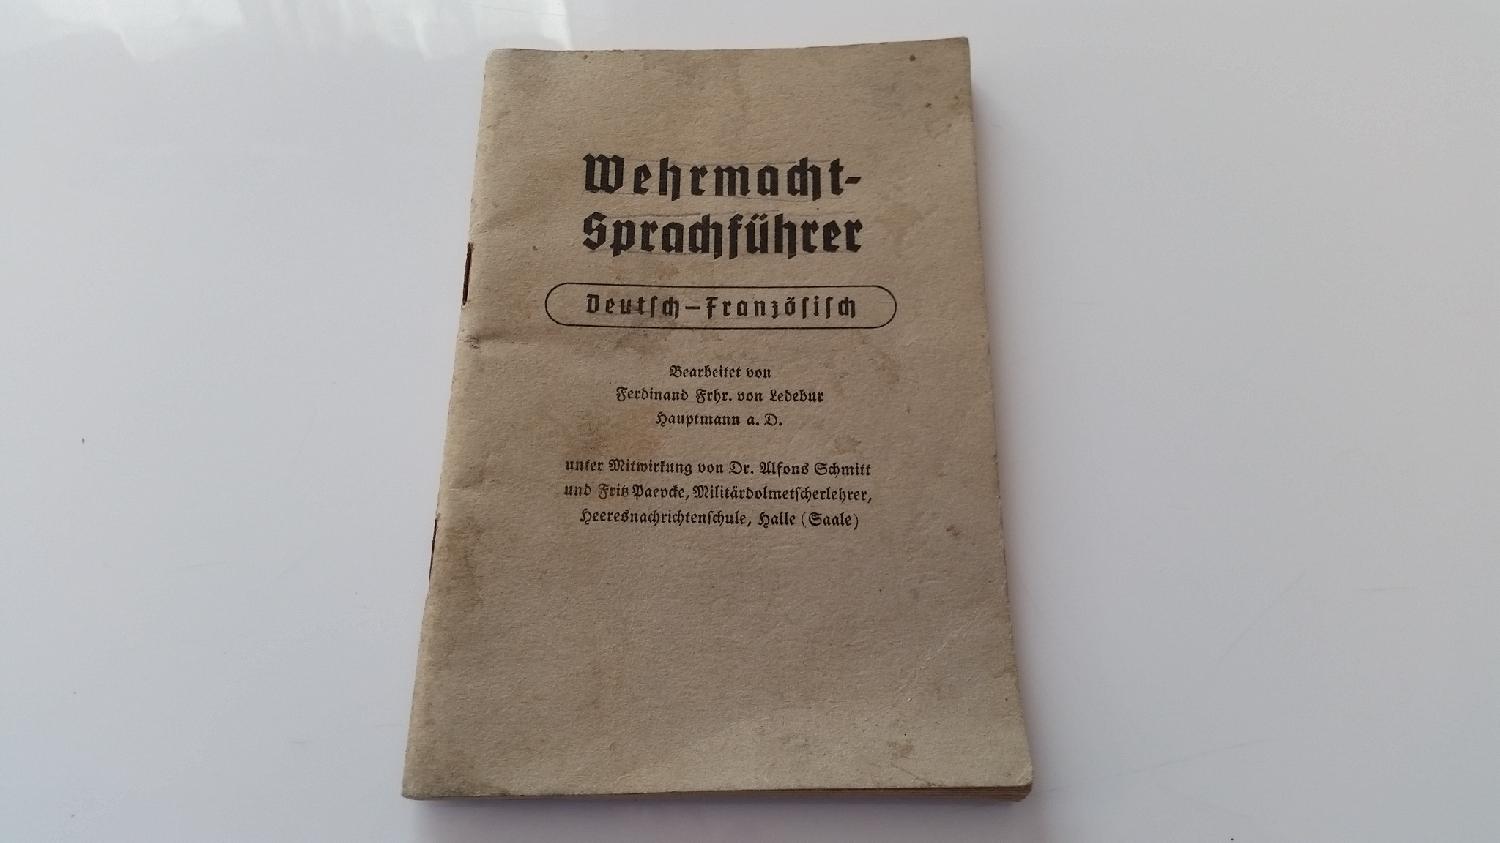 Wehrmacht-
Sprachführer
Deutsch–Französisch
Bearbeitet von
Ferdinand Frhr. von Ledebur
Hauptmann a. D.
unter Mitwirkung von Dr. Alfons Schmitt
und Fritz Paepcke, Militärdolmetscherlehrer,
Heeresnachrichtenschule, Halle (Saale)